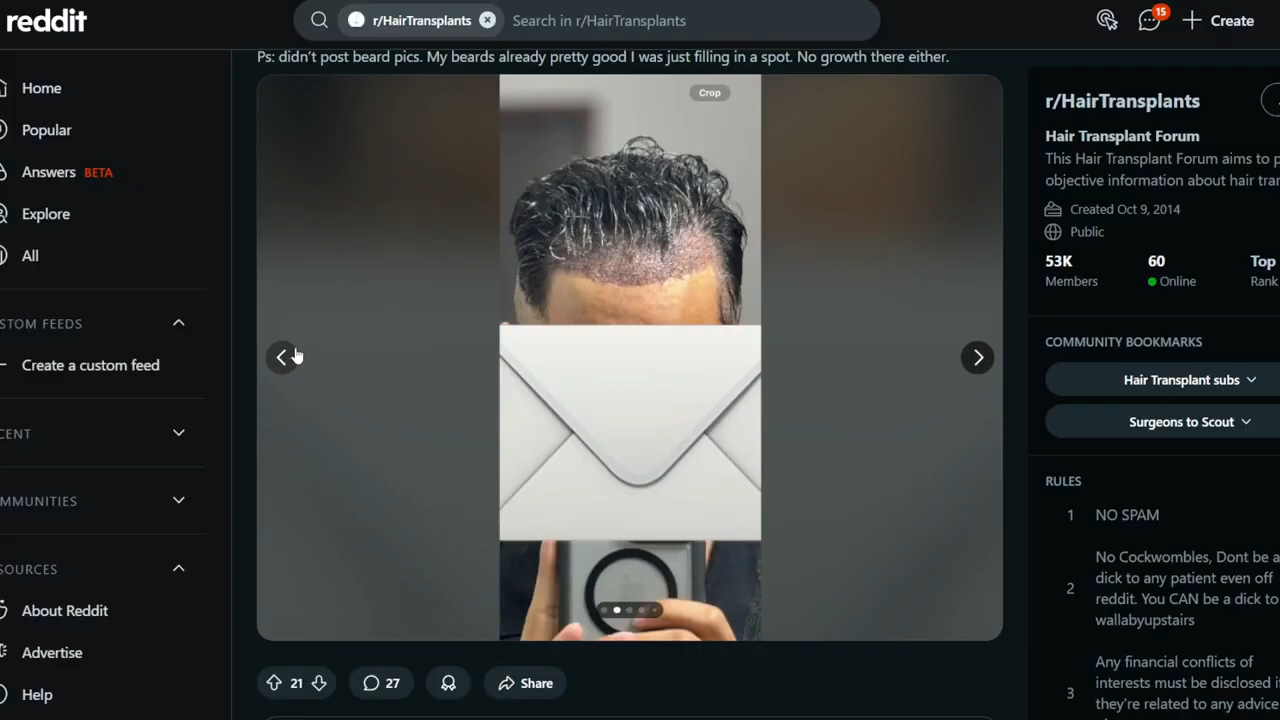 reddit
r/HairTransplants
Search in r/HairTransplants
15
Create
Ps: didn't post beard pics. My beards already pretty good I was just filling in a spot. No growth there either.
Home
Popular
Answers BETA
Explore
All
STOM FEEDS
Create a custom feed
CENT
MMUNITIES
SOURCES
About Reddit
Advertise
Help
Crop
21
27
Share
r/HairTransplants
Hair Transplant Forum
This Hair Transplant Forum aims to p
objective information about hair tran
Created Oct 9, 2014
Public
53K 60 Top
Members Online Rank
COMMUNITY BOOKMARKS
Hair Transplant subs
Surgeons to Scout
RULES
1 NO SPAM
No Cockwombles, Dont be a
2 dick to any patient even off
reddit. You CAN be a dick to
wallabyupstairs
Any financial conflicts of
3 interests must be disclosed i
they're related to any advice